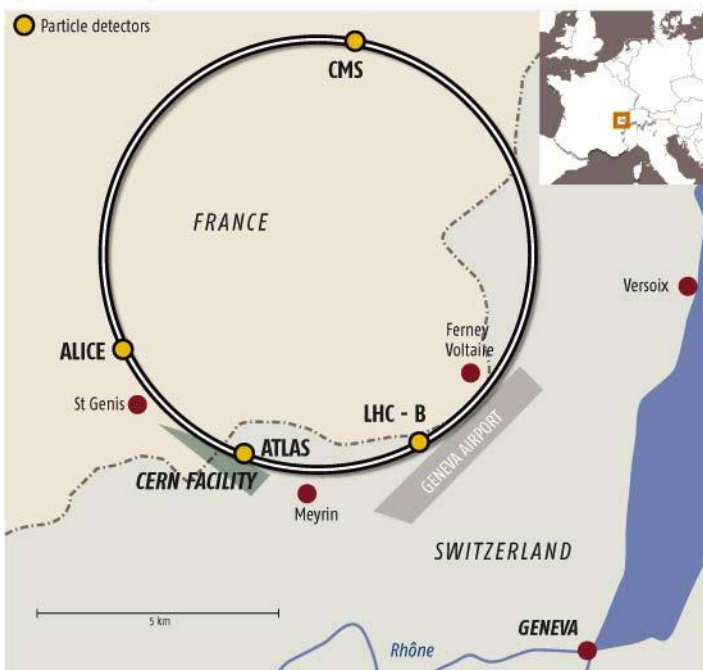 Particle detectors
CMS
FRANCE
Versoix
Ferney
Voltaire
ALICE
St Genis
LHC - B
ATLAS
GENEVA AIRPORT
CERN FACILITY
Meyrin
SWITZERLAND
5 km
GENEVA
Rhône